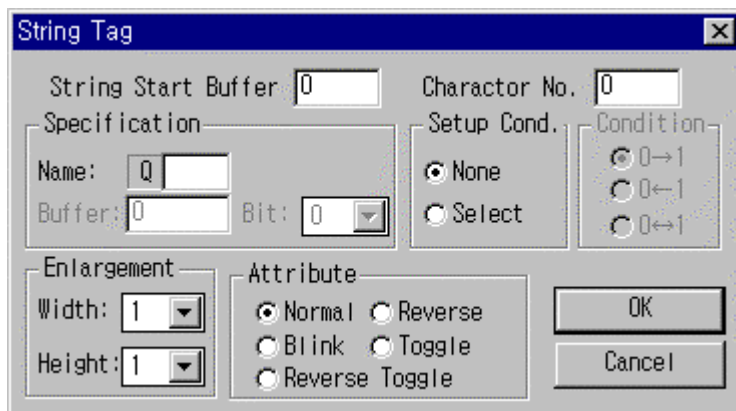 String Tag
String Start Buffer 0 Charactor No. 0
Specification Setup Cond. Condition
Name: Q None 0→1
Buffer: 0 Bit: 0 Select 0←1
0↔1
Enlargement Attribute
Width: 1 Normal Reverse OK
Blink Toggle
Height: 1 Reverse Toggle Cancel